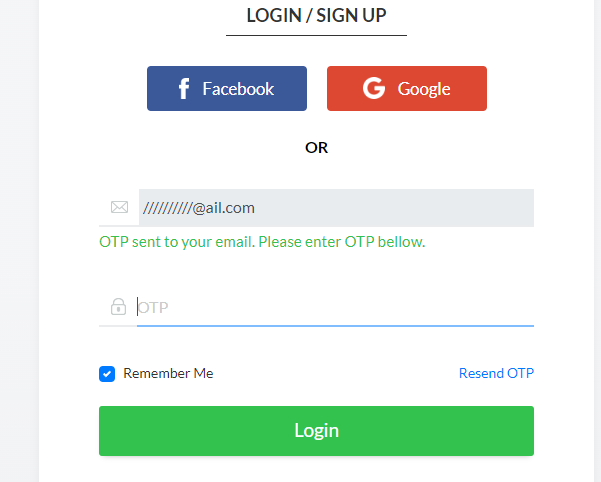 LOGIN / SIGN UP
Facebook
Google
OR
//////////@ail.com
OTP sent to your email. Please enter OTP bellow.
OTP
Remember Me
Resend OTP
Login